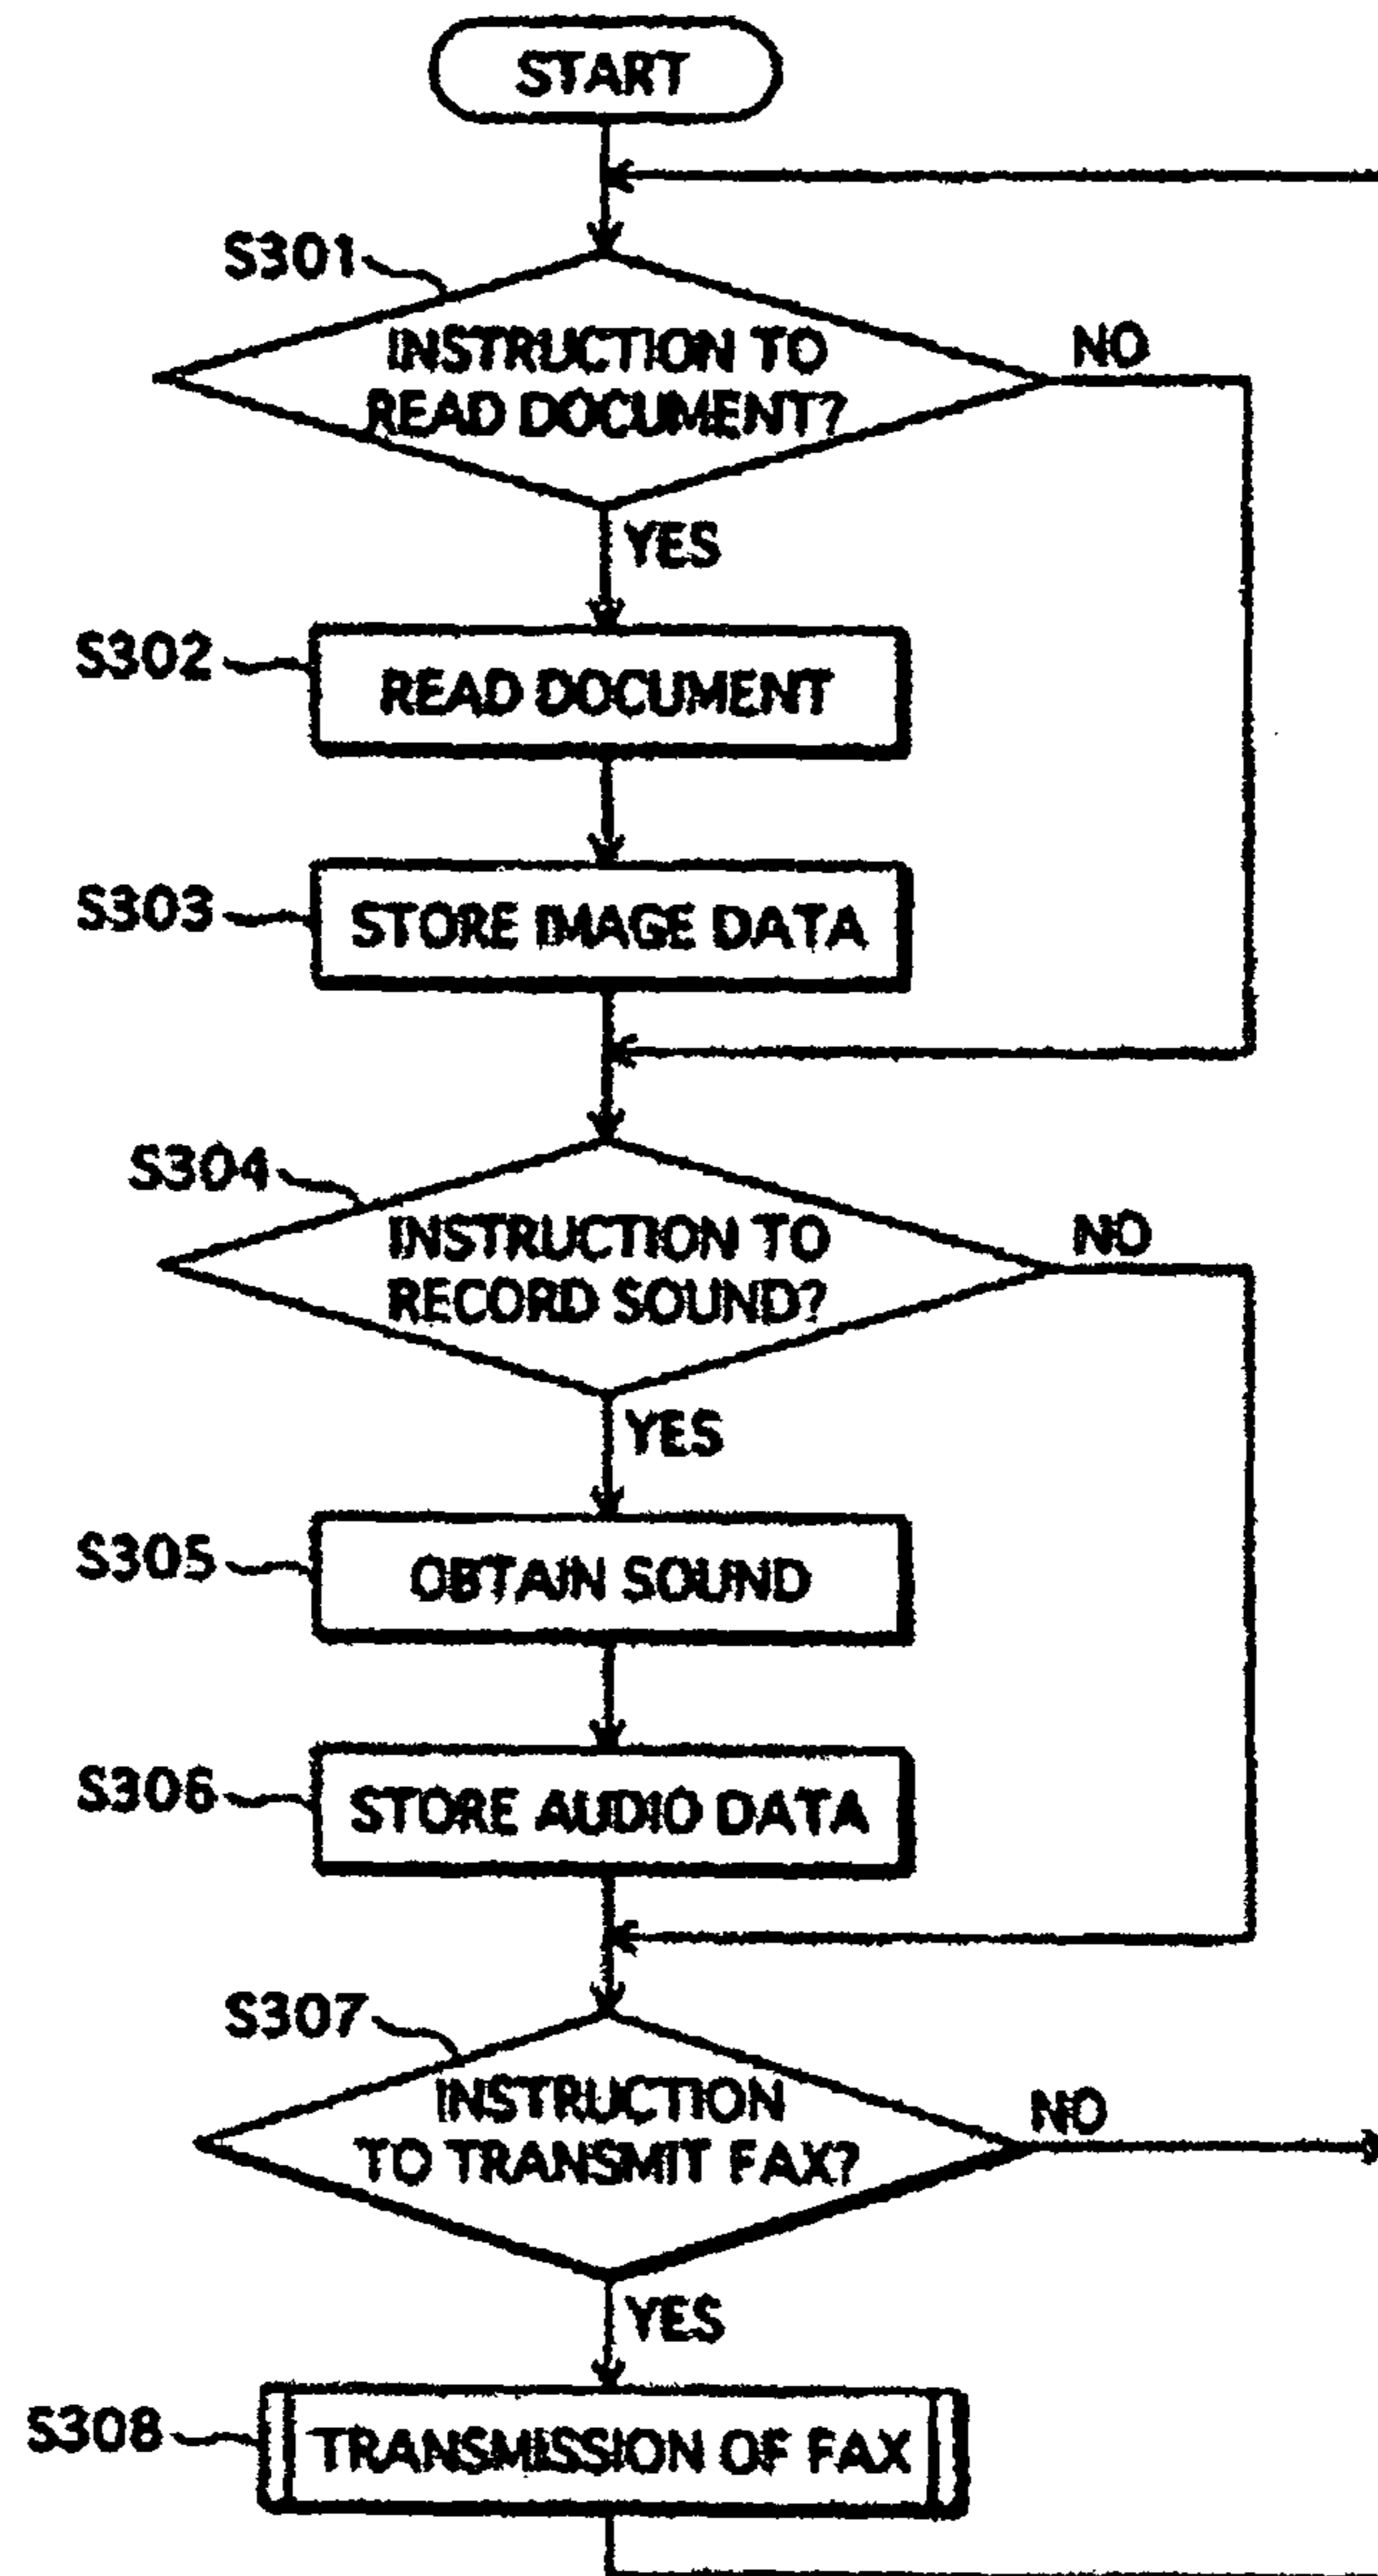 START
S301
INSTRUCTION TO
READ DOCUMENT?
NO
YES
S302
READ DOCUMENT
S303
STORE IMAGE DATA
S304
INSTRUCTION TO
RECORD SOUND?
NO
YES
S305
OBTAIN SOUND
S306
STORE AUDIO DATA
S307
INSTRUCTION
TO TRANSMIT FAX?
NO
YES
S308
TRANSMISSION OF FAX